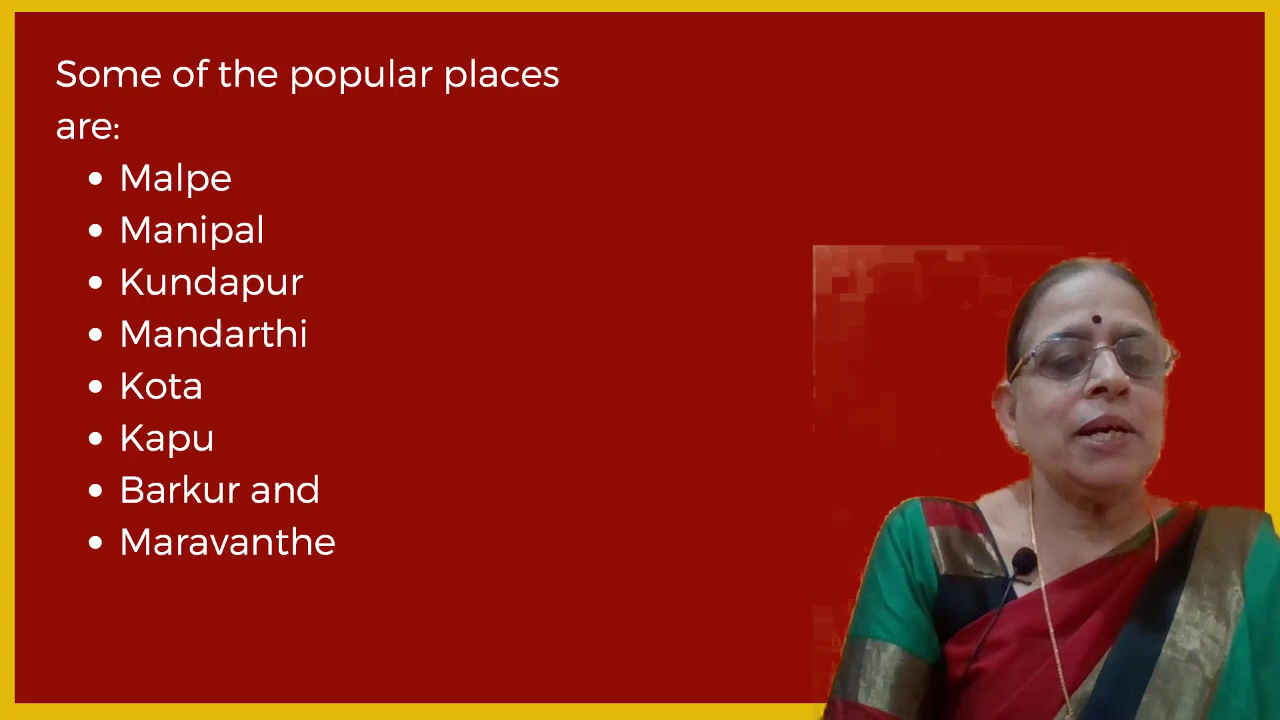 Some of the popular places
are:
• Malpe
• Manipal
• Kundapur
• Mandarthi
• Kota
• Kapu
• Barkur and
• Maravanthe